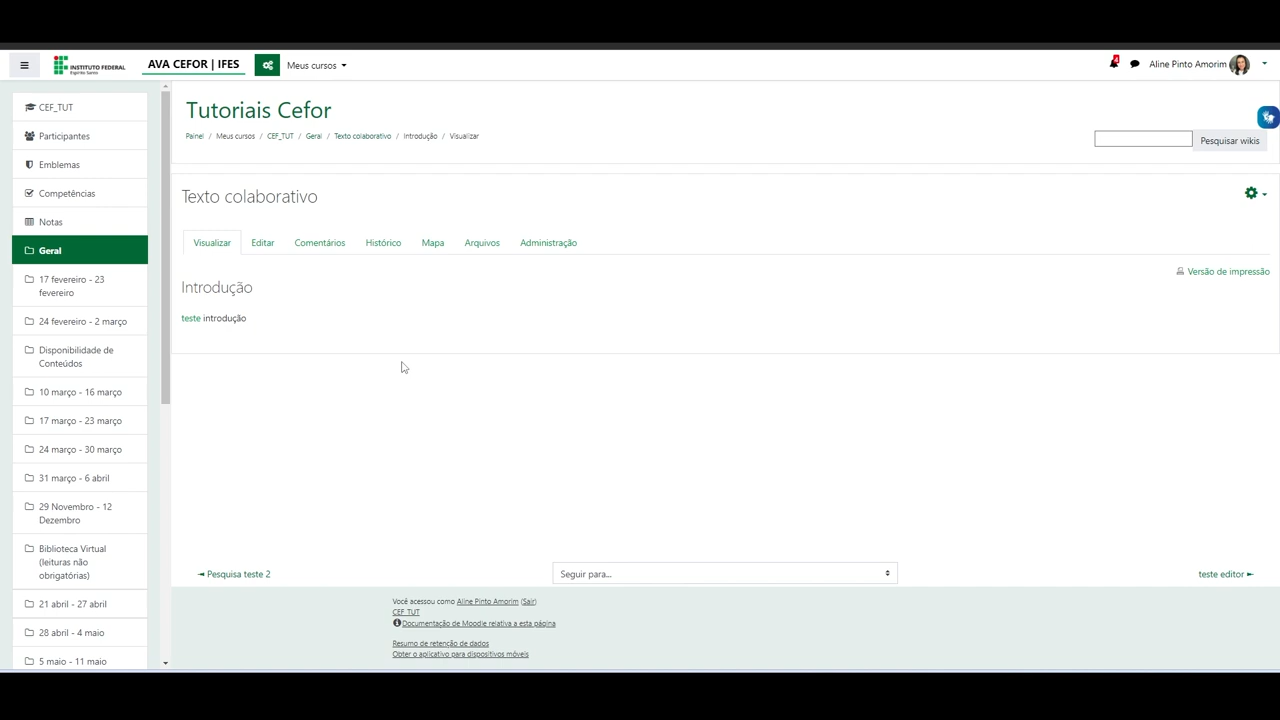 INSTITUTO FEDERAL
Espírito Santo
AVA CEFOR | IFES
Meus cursos
4
Aline Pinto Amorim
CEF_TUT
Participantes
Emblemas
Competências
Notas
Geral
17 fevereiro - 23
fevereiro
24 fevereiro - 2 março
Disponibilidade de
Conteúdos
10 março - 16 março
17 março - 23 março
24 março - 30 março
31 março - 6 abril
29 Novembro - 12
Dezembro
Biblioteca Virtual
(leituras não
obrigatórias)
21 abril - 27 abril
28 abril - 4 maio
5 maio - 11 maio
Tutoriais Cefor
Painel / Meus cursos / CEF_TUT / Geral / Texto colaborativo / Introdução / Visualizar
Pesquisar wikis
Texto colaborativo
Visualizar Editar Comentários Histórico Mapa Arquivos Administração
Versão de impressão
Introdução
teste introdução
◄ Pesquisa teste 2
Seguir para...
teste editor ►
Você acessou como Aline Pinto Amorim (Sair)
CEF_TUT
Documentação de Moodle relativa a esta página
Resumo de retenção de dados
Obter o aplicativo para dispositivos móveis